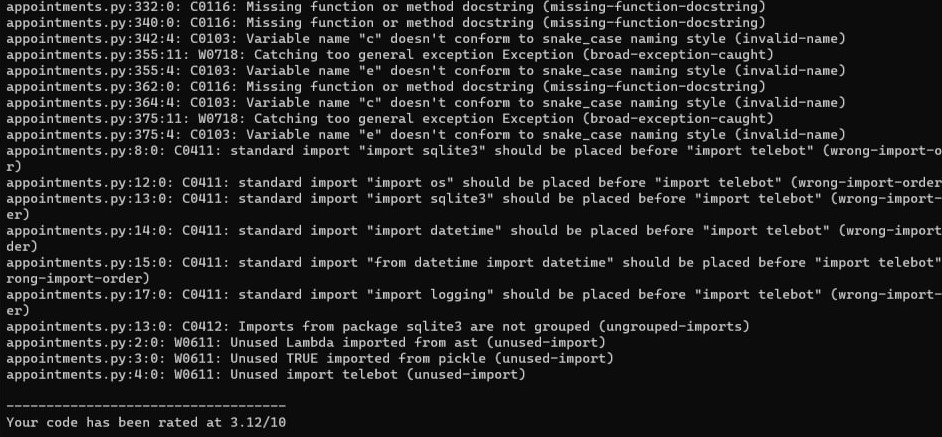 appointments.py:332:0: C0116: Missing function or method docstring (missing-function-docstring)
appointments.py:340:0: C0116: Missing function or method docstring (missing-function-docstring)
appointments.py:342:4: C0103: Variable name "c" doesn't conform to snake_case naming style (invalid-name)
appointments.py:355:11: W0718: Catching too general exception Exception (broad-exception-caught)
appointments.py:355:4: C0103: Variable name "e" doesn't conform to snake_case naming style (invalid-name)
appointments.py:362:0: C0116: Missing function or method docstring (missing-function-docstring)
appointments.py:364:4: C0103: Variable name "c" doesn't conform to snake_case naming style (invalid-name)
appointments.py:375:11: W0718: Catching too general exception Exception (broad-exception-caught)
appointments.py:375:4: C0103: Variable name "e" doesn't conform to snake_case naming style (invalid-name)
appointments.py:8:0: C0411: standard import "import sqlite3" should be placed before "import telebot" (wrong-import-o
r)
appointments.py:12:0: C0411: standard import "import os" should be placed before "import telebot" (wrong-import-order
appointments.py:13:0: C0411: standard import "import sqlite3" should be placed before "import telebot" (wrong-import-
er)
appointments.py:14:0: C0411: standard import "import datetime" should be placed before "import telebot" (wrong-import
der)
appointments.py:15:0: C0411: standard import "from datetime import datetime" should be placed before "import telebot"
rong-import-order)
appointments.py:17:0: C0411: standard import "import logging" should be placed before "import telebot" (wrong-import-
er)
appointments.py:13:0: C0412: Imports from package sqlite3 are not grouped (ungrouped-imports)
appointments.py:2:0: W0611: Unused Lambda imported from ast (unused-import)
appointments.py:3:0: W0611: Unused TRUE imported from pickle (unused-import)
appointments.py:4:0: W0611: Unused import telebot (unused-import)
-----------------------------------
Your code has been rated at 3.12/10